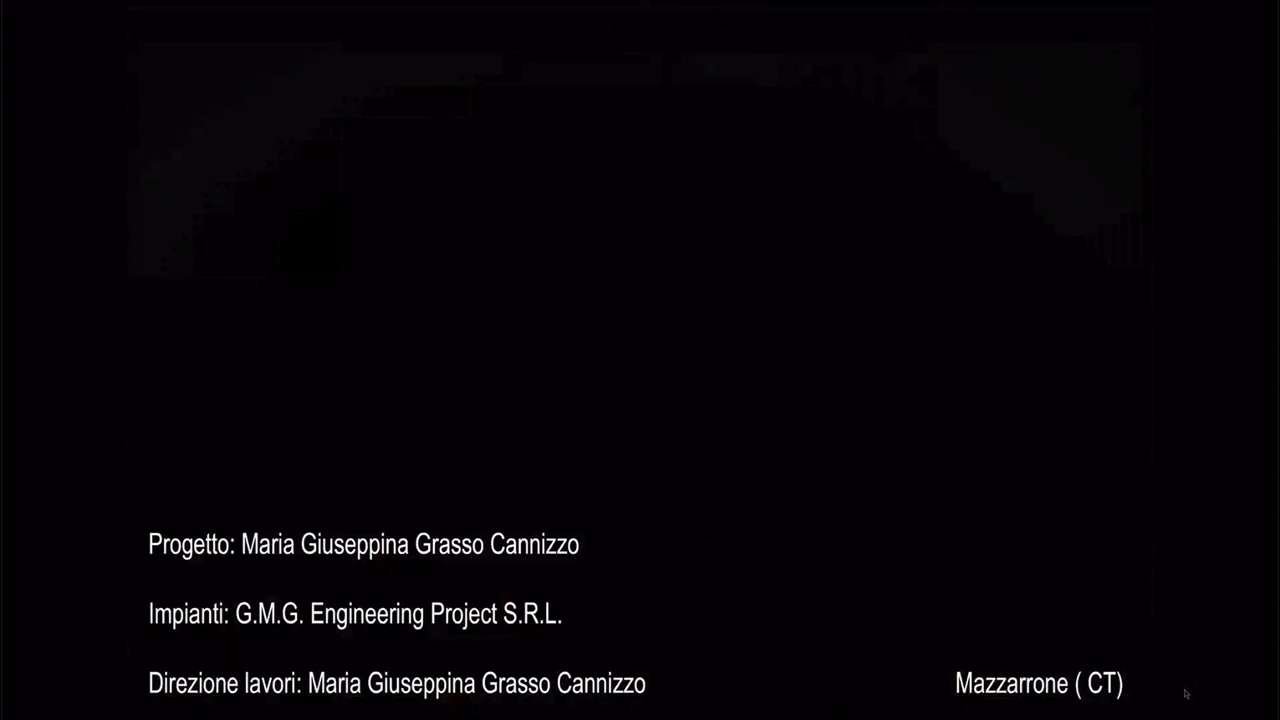 Progetto: Maria Giuseppina Grasso Cannizzo
Impianti: G.M.G. Engineering Project S.R.L.
Direzione lavori: Maria Giuseppina Grasso Cannizzo
Mazzarrone ( CT)